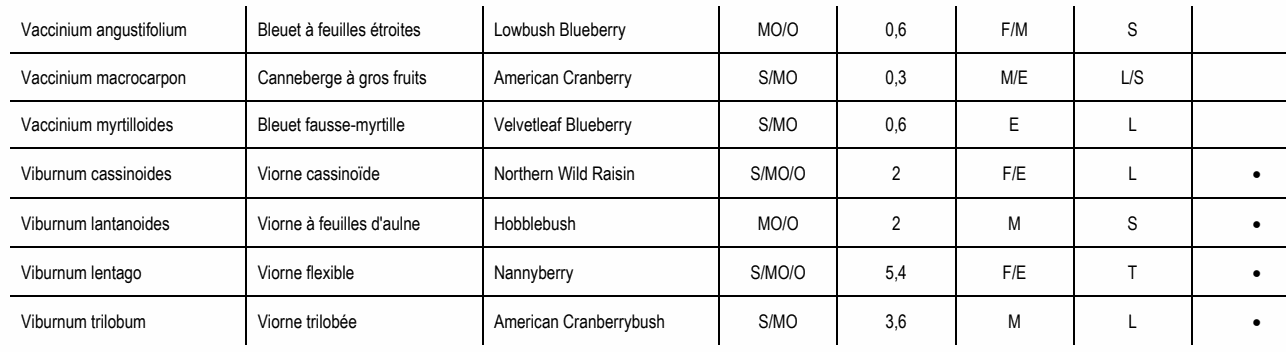 Vaccinium angustifolium Bleuet à feuilles étroites Lowbush Blueberry MO/O 0,6 F/M S
Vaccinium macrocarpon Canneberge à gros fruits American Cranberry S/MO 0,3 M/E L/S
Vaccinium myrtilloides Bleuet fausse-myrtille Velvetleaf Blueberry S/MO 0,6 E L
Viburnum cassinoides Viorne cassinoïde Northern Wild Raisin S/MO/O 2 F/E L •
Viburnum lantanoides Viorne à feuilles d'aulne Hobblebush MO/O 2 M S •
Viburnum lentago Viorne flexible Nannyberry S/MO/O 5,4 F/E T •
Viburnum trilobum Viorne trilobée American Cranberrybush S/MO 3,6 M L •